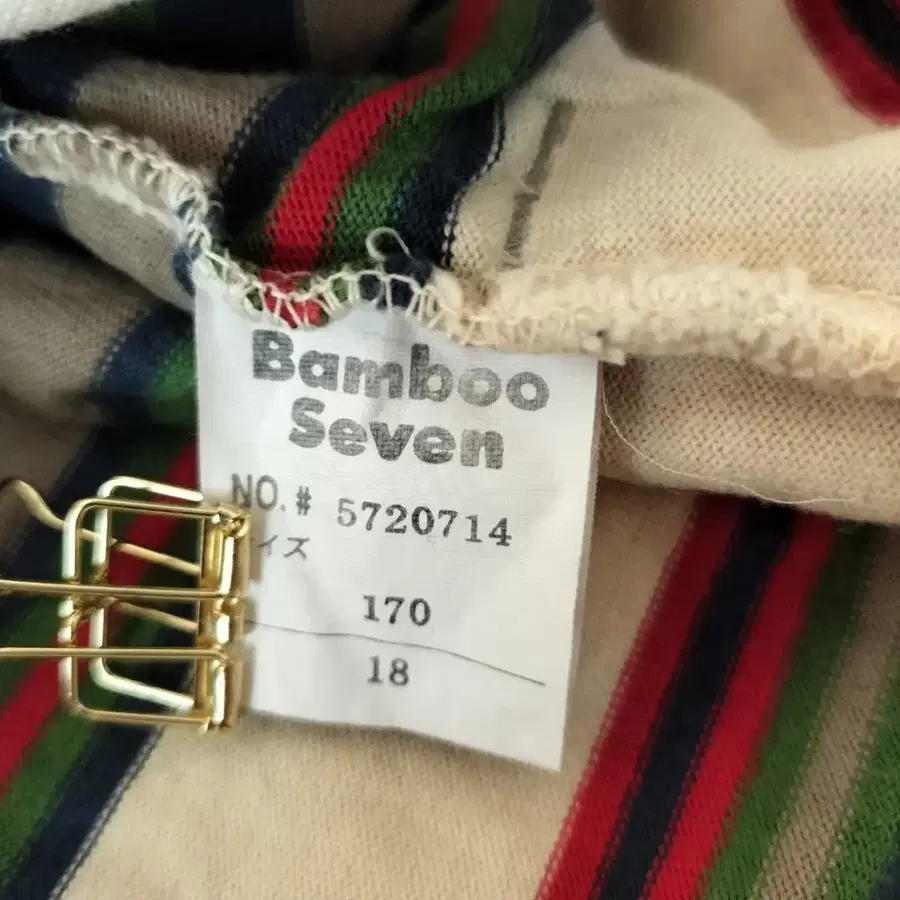 Bamboo
Seven
NO.# 5720714
イズ
170
18